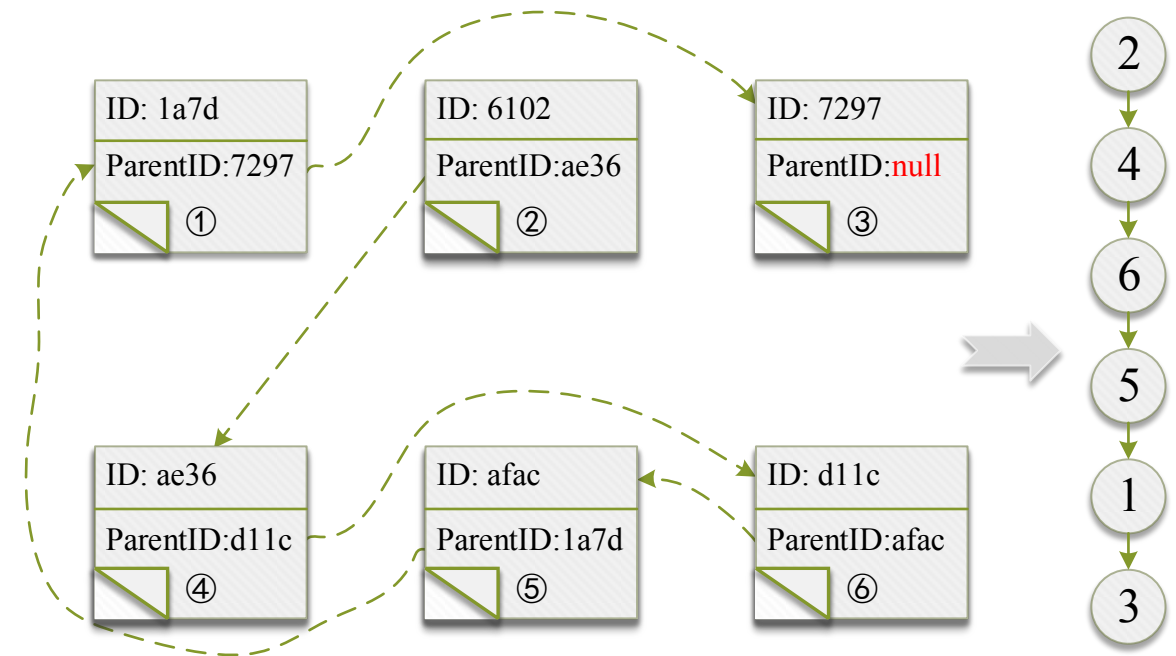 ID: 1a7d
ParentID:7297
①
ID: 6102
ParentID:ae36
②
ID: 7297
ParentID:null
③
ID: ae36
ParentID:d11c
④
ID: afac
ParentID:1a7d
⑤
ID: d11c
ParentID:afac
⑥
2
4
6
5
1
3